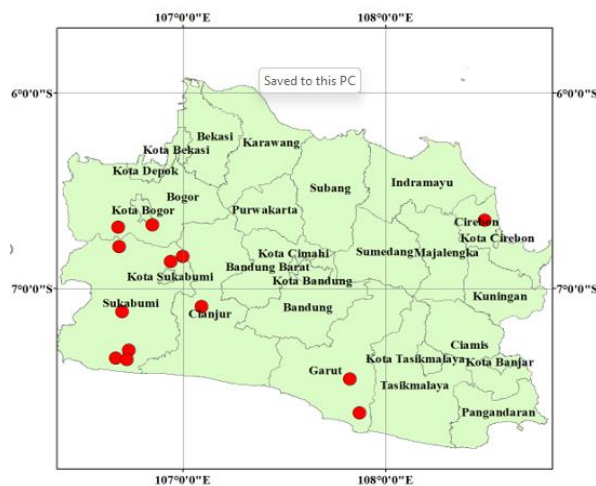 107°0'0"E
108°0'0"E
Saved to this PC
6°0'0"S
6°0'0"S
Bekasi
Karawang
Kota Bekasi
Kota Depok
Bogor
Subang
Indramayu
Kota Bogor
Purwakarta
Cirebon
Kota Cirebon
Kota Cimahi
Sumedang
Majalengka
Bandung Barat
Kota Sukabumi
Kota Bandung
7°0'0"S
7°0'0"S
Kuningan
Sukabumi
Cianjur
Bandung
Ciamis
Kota Tasikmalaya
Kota Banjar
Garut
Tasikmalaya
Pangandaran
107°0'0"E
108°0'0"E